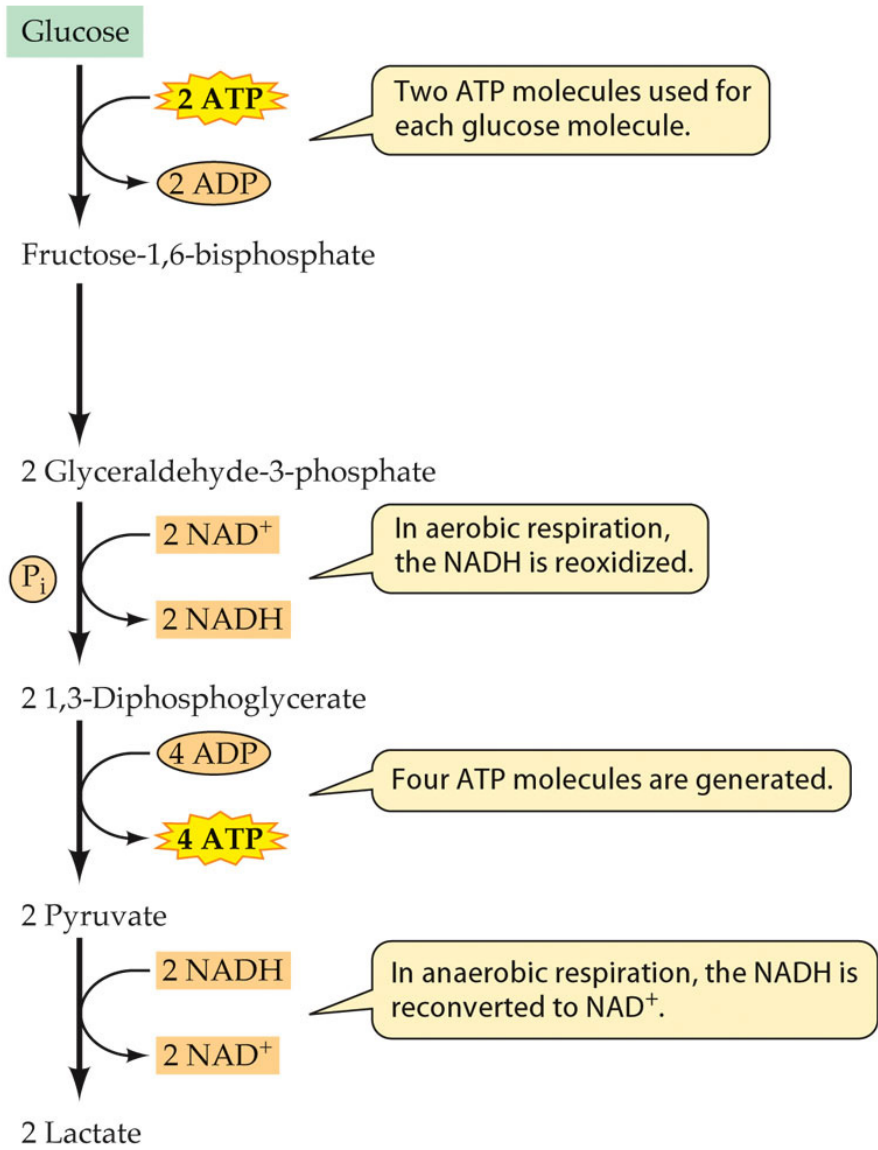 Glucose
2 ATP
Two ATP molecules used for
each glucose molecule.
2 ADP
Fructose-1,6-bisphosphate
2 Glyceraldehyde-3-phosphate
2 NAD⁺
In aerobic respiration,
the NADH is reoxidized.
Pᵢ
2 NADH
2 1,3-Diphosphoglycerate
4 ADP
Four ATP molecules are generated.
4 ATP
2 Pyruvate
2 NADH
In anaerobic respiration, the NADH is
reconverted to NAD⁺.
2 NAD⁺
2 Lactate